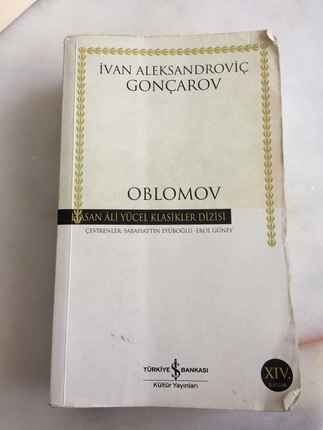 İVAN ALEKSANDROVİÇ
GONÇAROV
OBLOMOV
HASAN ÂLİ YÜCEL KLASİKLER DİZİSİ
ÇEVİRENLER: SABAHATTİN EYÜBOĞLU - EROL GÜNEY
TÜRKİYE İŞ BANKASI
Kültür Yayınları
XIV.
BASIM